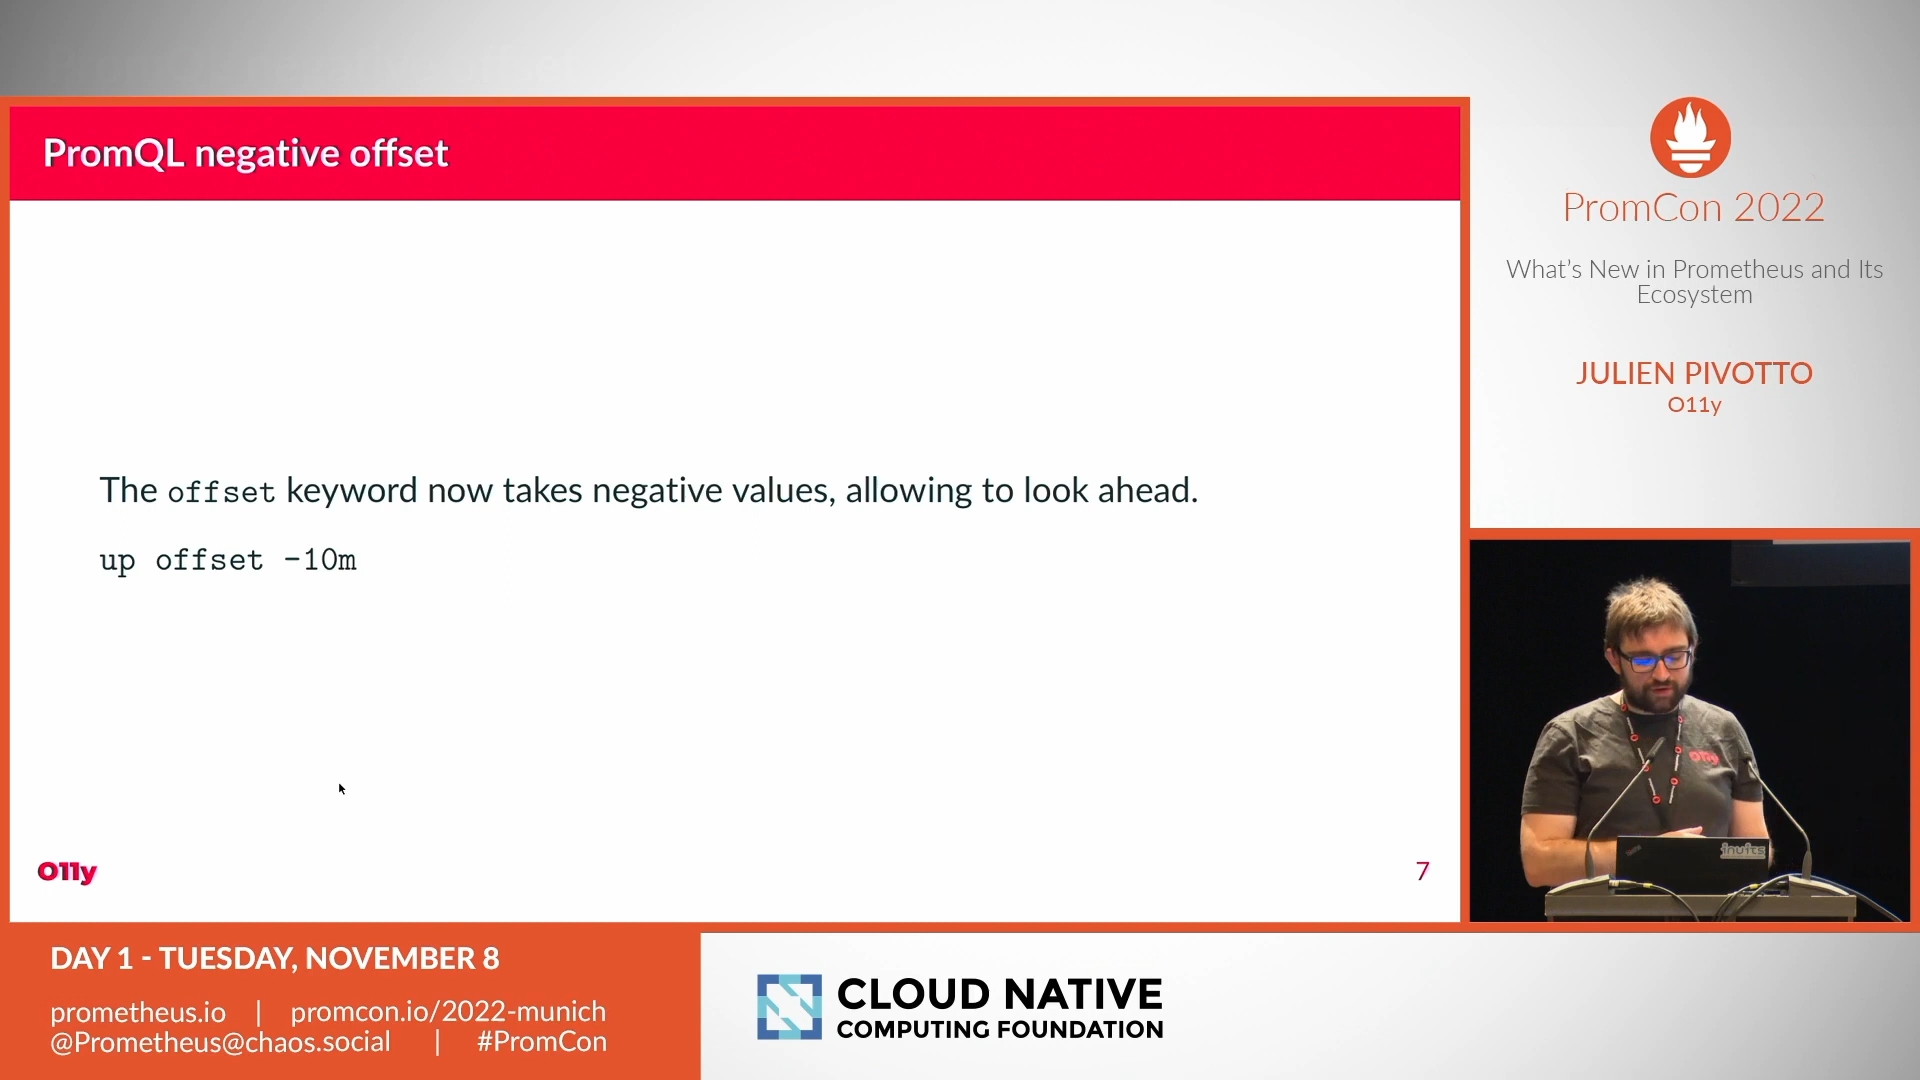 PromQL negative offset
The offset keyword now takes negative values, allowing to look ahead.
up offset -10m
O11y
7
PromCon 2022
What's New in Prometheus and Its
Ecosystem
JULIEN PIVOTTO
O11y
O11y
inuits
DAY 1 - TUESDAY, NOVEMBER 8
prometheus.io | promcon.io/2022-munich
@Prometheus@chaos.social | #PromCon
CLOUD NATIVE
COMPUTING FOUNDATION